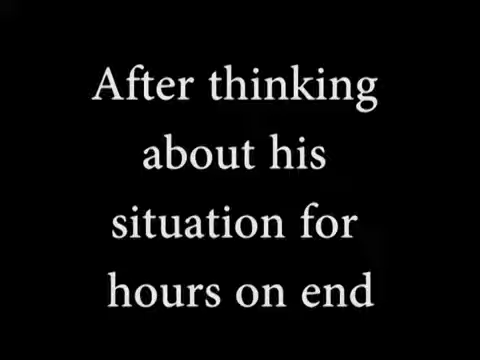 After thinking
about his
situation for
hours on end